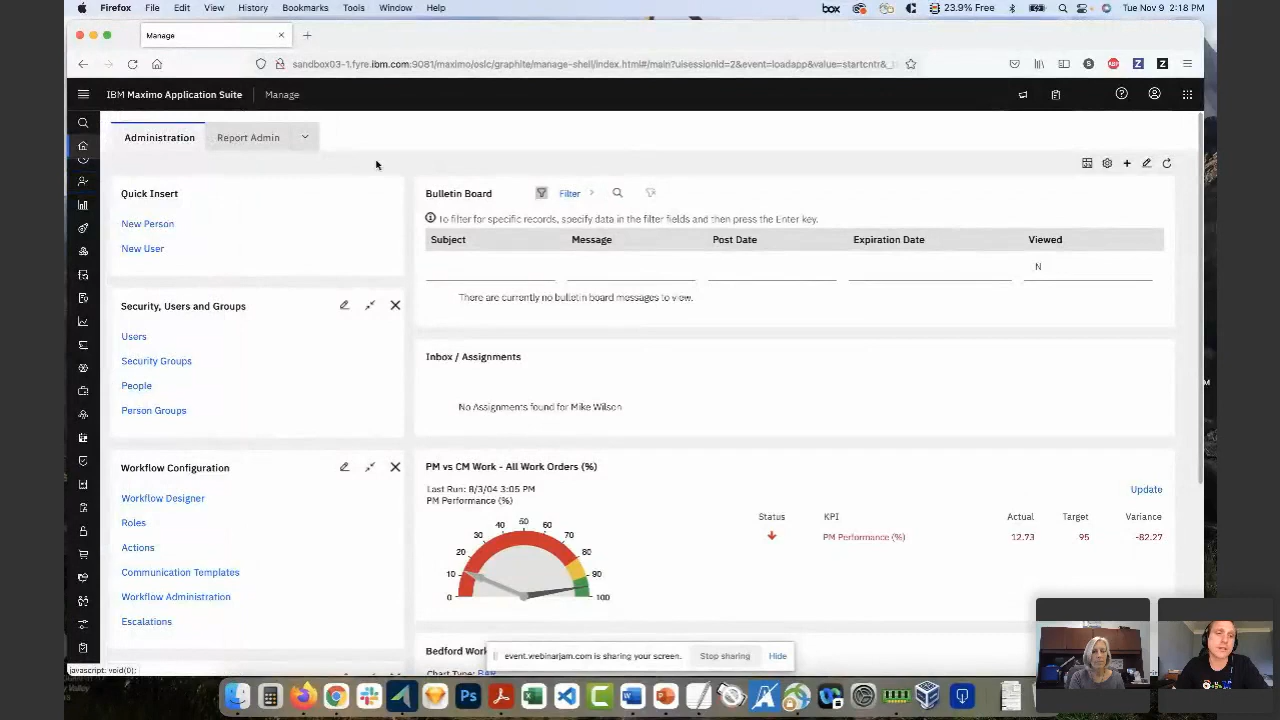 Firefox File Edit View History Bookmarks Tools Window Help box 23.9% Free Tue Nov 9 2:18 PM
Manage
sandbox03-1.fyre.ibm.com:9081/maximo/oslc/graphite/manage-shell/index.html#/main?uisessionid=2&event=loadapp&value=startcntr&_
IBM Maximo Application Suite Manage
Administration Report Admin
Quick Insert
New Person
New User
Bulletin Board Filter
To filter for specific records, specify data in the filter fields and then press the Enter key.
Subject Message Post Date Expiration Date Viewed
N
There are currently no bulletin board messages to view.
Security, Users and Groups
Users
Security Groups
People
Person Groups
Inbox / Assignments
No Assignments found for Mike Wilson
Workflow Configuration
Workflow Designer
Roles
Actions
Communication Templates
Workflow Administration
Escalations
PM vs CM Work - All Work Orders (%)
Last Run: 8/3/04 3:05 PM
PM Performance (%)
Update
0 10 20 30 40 50 60 70 80 90 100
Status KPI Actual Target Variance
PM Performance (%) 12.73 95 -82.27
Bedford Work
Chart Type: BAR
event.webinarjam.com is sharing your screen. Stop sharing Hide
javascript: void(0);